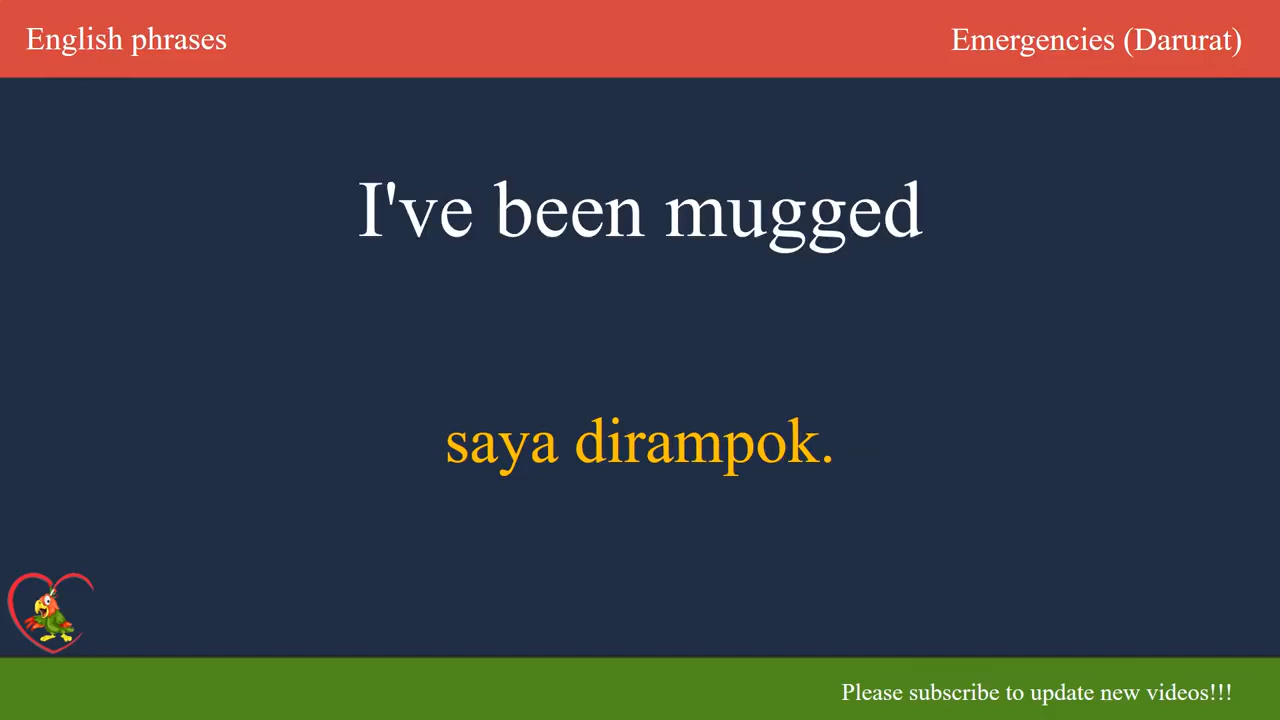 English phrases
Emergencies (Darurat)
I've been mugged
saya dirampok.
Please subscribe to update new videos!!!